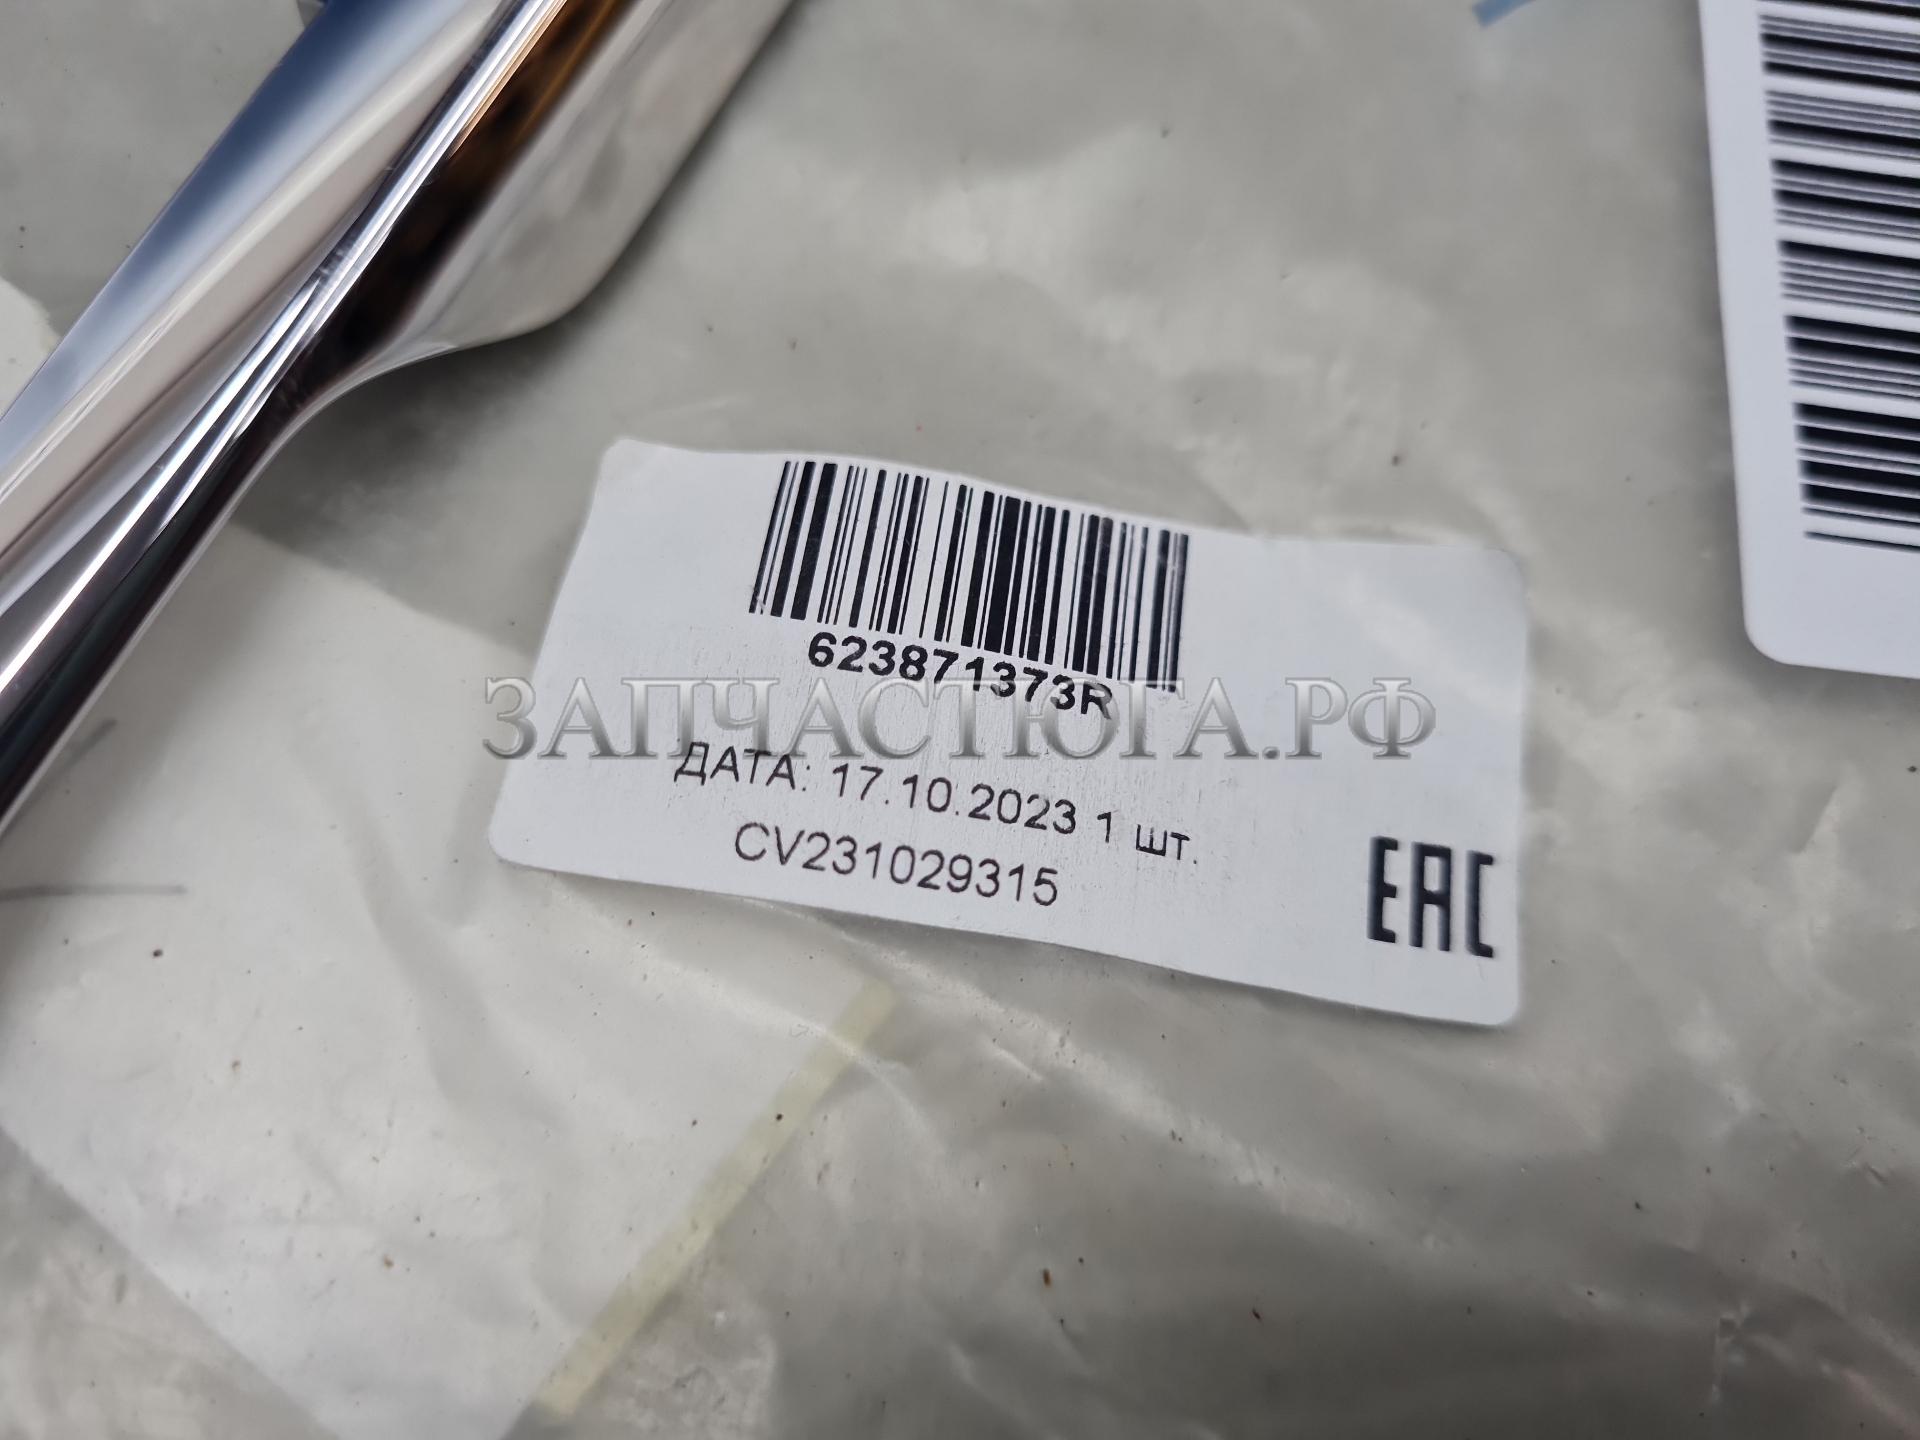 623871373R
ЗАПЧАСТЮГА.РФ
ДАТА: 17.10.2023 1 шт.
CV231029315
EAC